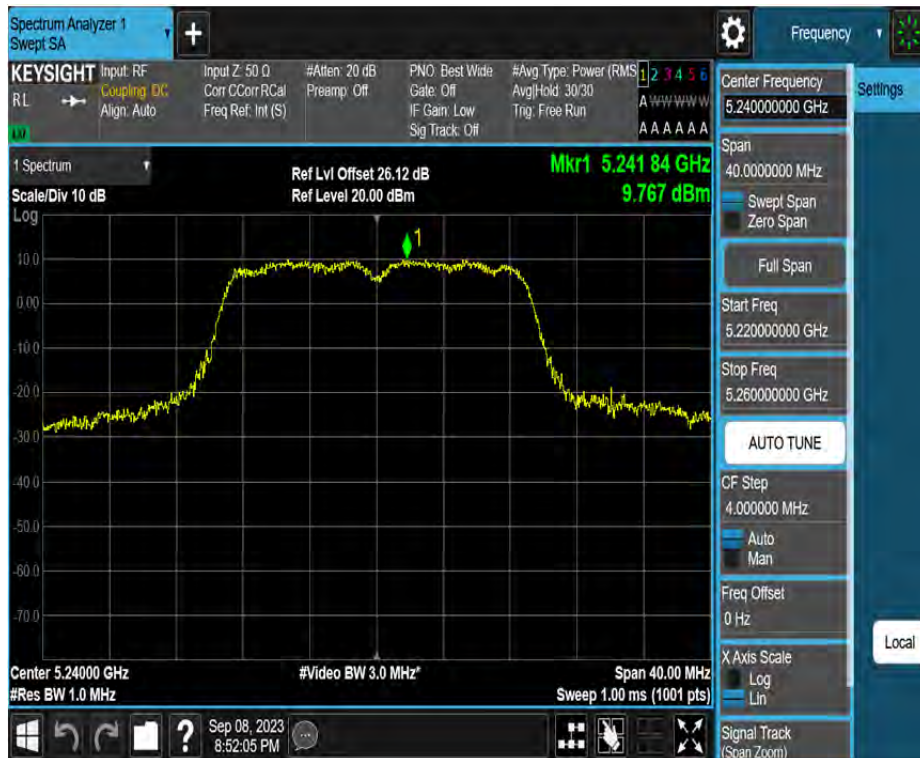 Spectrum Analyzer 1
Swept SA
+
Frequency
KEYSIGHT
RL
Input: RF
Coupling: DC
Align: Auto
Input Z: 50 Ω
Corr CCorr RCal
Freq Ref: Int (S)
#Atten: 20 dB
Preamp: Off
PNO: Best Wide
Gate: Off
IF Gain: Low
Sig Track: Off
#Avg Type: Power (RMS
Avg|Hold: 30/30
Trig: Free Run
1 2 3 4 5 6
A W W W W W
A A A A A A
1 Spectrum
Scale/Div 10 dB
Log
Ref Lvl Offset 26.12 dB
Ref Level 20.00 dBm
Mkr1 5.241 84 GHz
9.767 dBm
1
10.0
0.00
-10.0
-20.0
-30.0
-40.0
-50.0
-60.0
-70.0
Center 5.24000 GHz
#Res BW 1.0 MHz
#Video BW 3.0 MHz*
Span 40.00 MHz
Sweep 1.00 ms (1001 pts)
?
Sep 08, 2023
8:52:05 PM
Center Frequency
5.240000000 GHz
Span
40.0000000 MHz
Swept Span
Zero Span
Full Span
Start Freq
5.220000000 GHz
Stop Freq
5.260000000 GHz
AUTO TUNE
CF Step
4.000000 MHz
Auto
Man
Freq Offset
0 Hz
X Axis Scale
Log
Lin
Signal Track
(Span Zoom)
Settings
Local